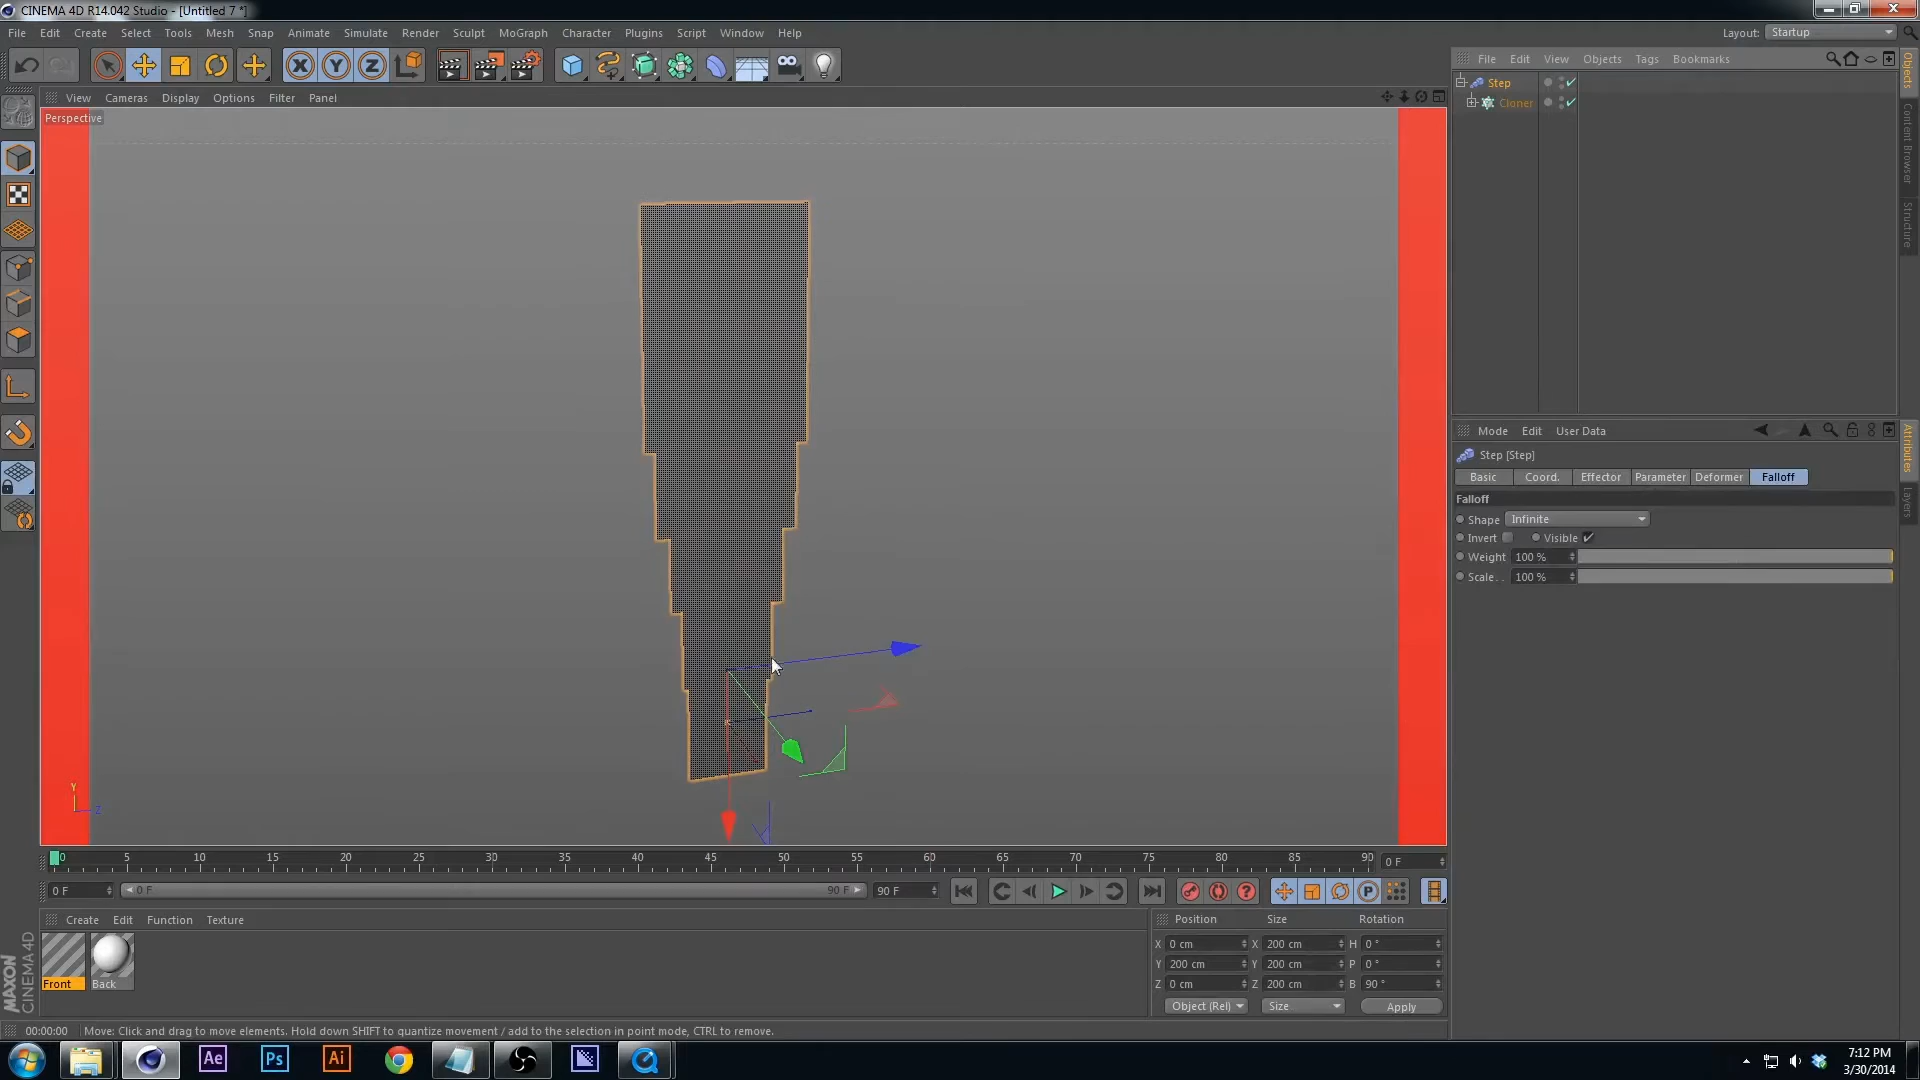 CINEMA 4D R14.042 Studio - [Untitled 7 *]
File Edit Create Select Tools Mesh Snap Animate Simulate Render Sculpt MoGraph Character Plugins Script Window Help
Layout: Startup
X Y Z
File Edit View Objects Tags Bookmarks
Step
Cloner
Objects
Content Browser
Structure
View Cameras Display Options Filter Panel
Perspective
Y
Z
Mode Edit User Data
Step [Step]
Basic Coord. Effector Parameter Deformer Falloff
Falloff
Shape Infinite
Invert Visible
Weight 100 %
Scale . . 100 %
Attributes
Layers
0 5 10 15 20 25 30 35 40 45 50 55 60 65 70 75 80 85 90 0 F
0 F 0 F 90 F 90 F
Create Edit Function Texture
Front Back
MAXON
CINEMA 4D
Position Size Rotation
X 0 cm X 200 cm H 0 °
Y 200 cm Y 200 cm P 0 °
Z 0 cm Z 200 cm B 90 °
Object (Rel) Size Apply
00:00:00 Move: Click and drag to move elements. Hold down SHIFT to quantize movement / add to the selection in point mode, CTRL to remove.
Ae Ps Ai
7:12 PM
3/30/2014